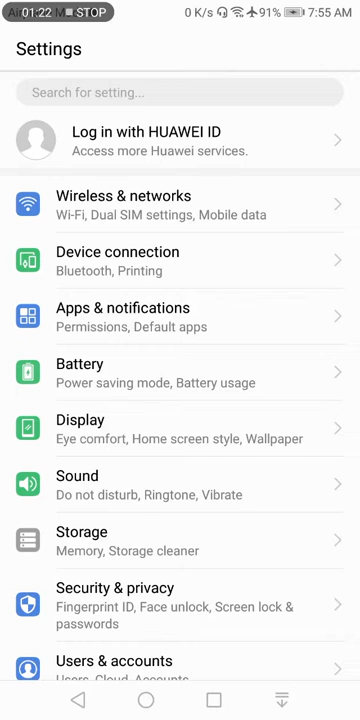 01:22 STOP
0 K/s 91% 7:55 AM
Settings
Search for setting...
Log in with HUAWEI ID
Access more Huawei services.
Wireless & networks
Wi-Fi, Dual SIM settings, Mobile data
Device connection
Bluetooth, Printing
Apps & notifications
Permissions, Default apps
Battery
Power saving mode, Battery usage
Display
Eye comfort, Home screen style, Wallpaper
Sound
Do not disturb, Ringtone, Vibrate
Storage
Memory, Storage cleaner
Security & privacy
Fingerprint ID, Face unlock, Screen lock &
passwords
Users & accounts
Users, Cloud, Accounts